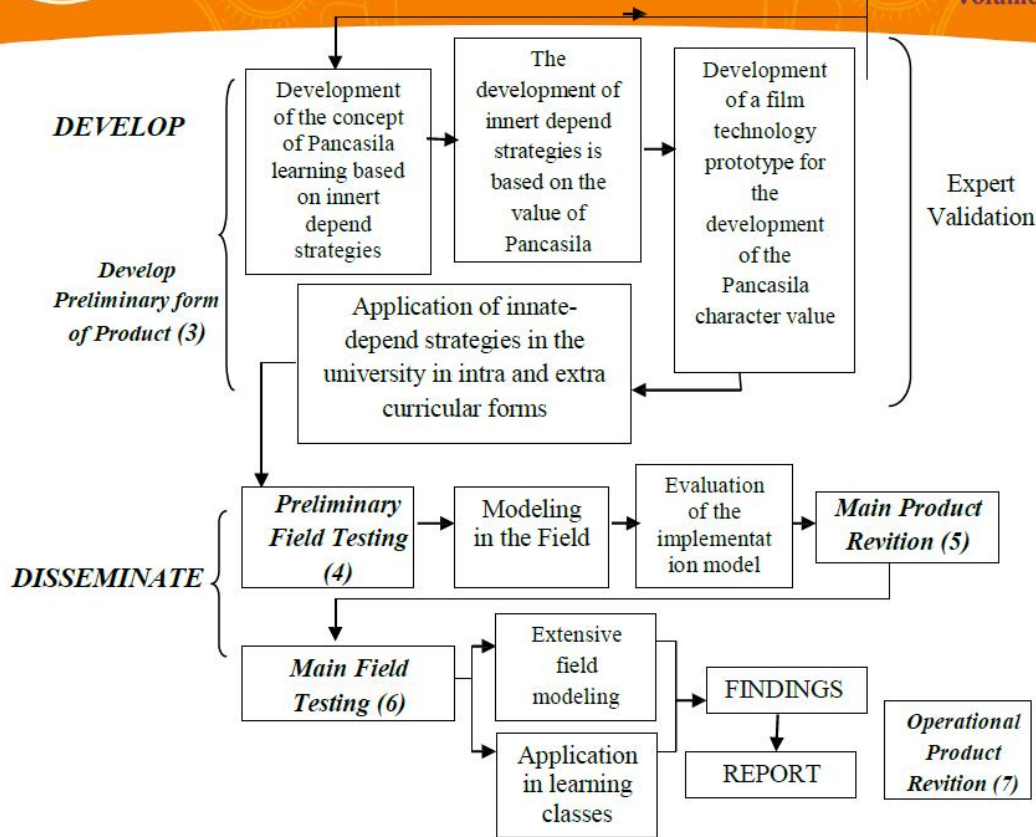 Volume
DEVELOP
Develop
Preliminary form
of Product (3)
Development
of the concept
of Pancasila
learning based
on innert
depend
strategies
The
development of
innert depend
strategies is
based on the
value of
Pancasila
Development
of a film
technology
prototype for
the
development
of the
Pancasila
character value
Expert
Validation
Application of innate-
depend strategies in the
university in intra and extra
curricular forms
DISSEMINATE
Preliminary
Field Testing
(4)
Modeling
in the Field
Evaluation
of the
implementat
ion model
Main Product
Revition (5)
Main Field
Testing (6)
Extensive
field
modeling
Application
in learning
classes
FINDINGS
REPORT
Operational
Product
Revition (7)